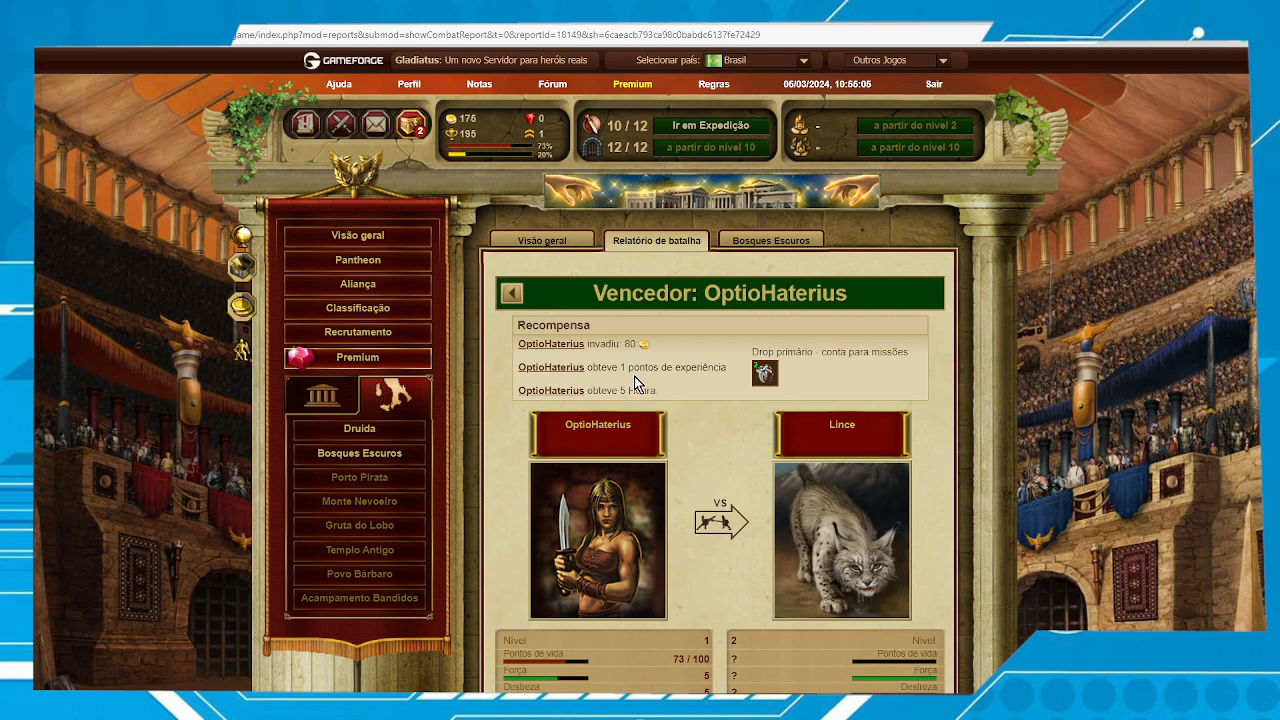 game/index.php?mod=reports&submod=showCombatReport&t=0&reportId=18149&sh=6caeacb793ca98c0babdc6137fe72429
GAMEFORGE Gladiatus: Um novo Servidor para heróis reais Selecionar país: Brasil Outros Jogos
Ajuda Perfil Notas Fórum Premium Regras 05/03/2024, 10:55:05 Sair
2
175 0
195 1
73%
20%
10 / 12 Ir em Expedição
12 / 12 a partir do nível 10
- a partir do nível 2
- a partir do nível 10
Visão geral
Pantheon
Aliança
Classificação
Recrutamento
Premium
Druida
Bosques Escuros
Porto Pirata
Monte Nevoeiro
Gruta do Lobo
Templo Antigo
Povo Bárbaro
Acampamento Bandidos
Visão geral Relatório de batalha Bosques Escuros
Vencedor: OptioHaterius
Recompensa
OptioHaterius invadiu: 80
OptioHaterius obteve 1 pontos de experiência
OptioHaterius obteve 5
Drop primário - conta para missões
OptioHaterius
VS
Lince
Nível 1
Pontos de vida 73 / 100
Força 5
Destreza 5
2 Nível
? Pontos de vida
? Força
? Destreza